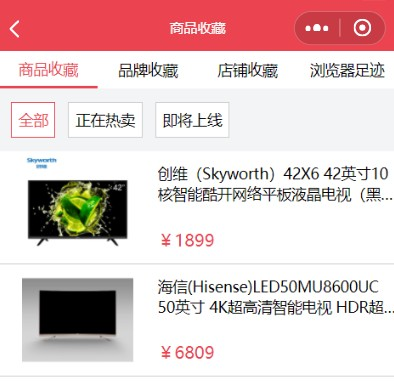 商品收藏
商品收藏 品牌收藏 店铺收藏 浏览器足迹
全部 正在热卖 即将上线
Skyworth
创维
42"
创维（Skyworth）42X6 42英寸10
核智能酷开网络平板液晶电视（黑...
￥1899
海信(Hisense)LED50MU8600UC
50英寸 4K超高清智能电视 HDR超...
￥6809